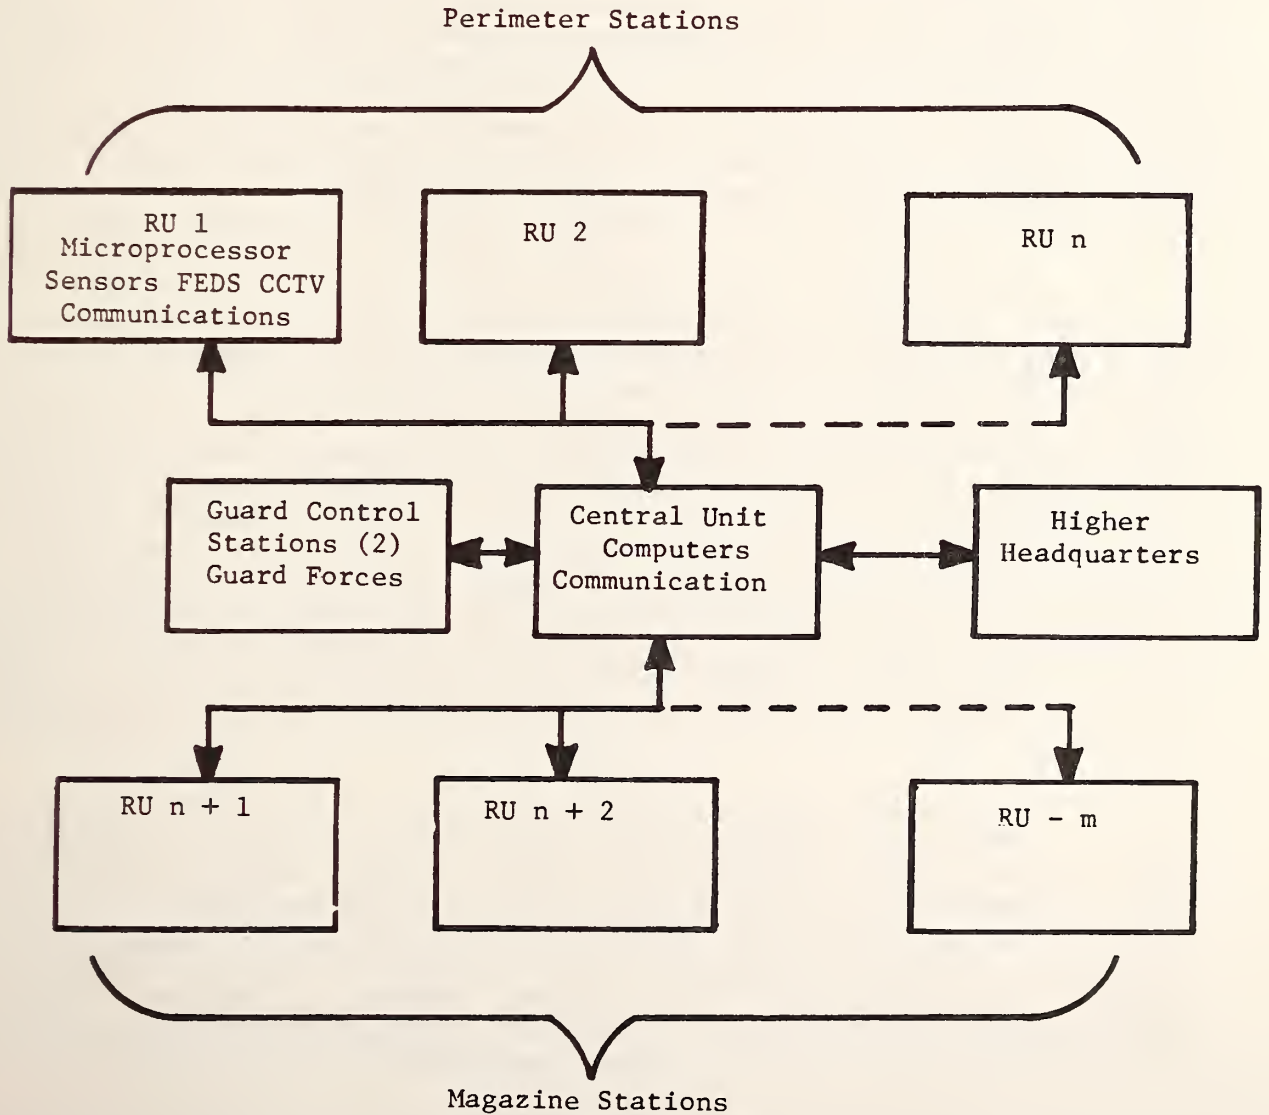 Perimeter Stations
RU 1
Microprocessor
Sensors FEDS CCTV
Communications
RU 2
RU n
Guard Control
Stations (2)
Guard Forces
Central Unit
Computers
Communication
Higher
Headquarters
RU n + 1
RU n + 2
RU - m
Magazine Stations